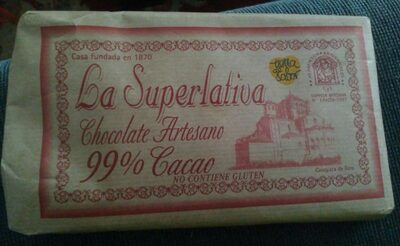 Casa fundada en 1870
La Superlativa
Chocolate Artesano
99% Cacao
NO CONTIENE GLUTEN